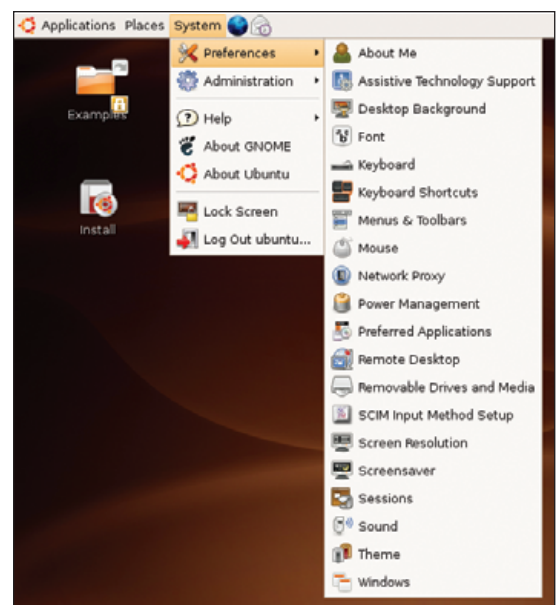 Applications Places System
Preferences
Administration
Help
About GNOME
About Ubuntu
Lock Screen
Log Out ubuntu...
About Me
Assistive Technology Support
Desktop Background
Font
Keyboard
Keyboard Shortcuts
Menus & Toolbars
Mouse
Network Proxy
Power Management
Preferred Applications
Remote Desktop
Removable Drives and Media
SCIM Input Method Setup
Screen Resolution
Screensaver
Sessions
Sound
Theme
Windows
Examples
Install